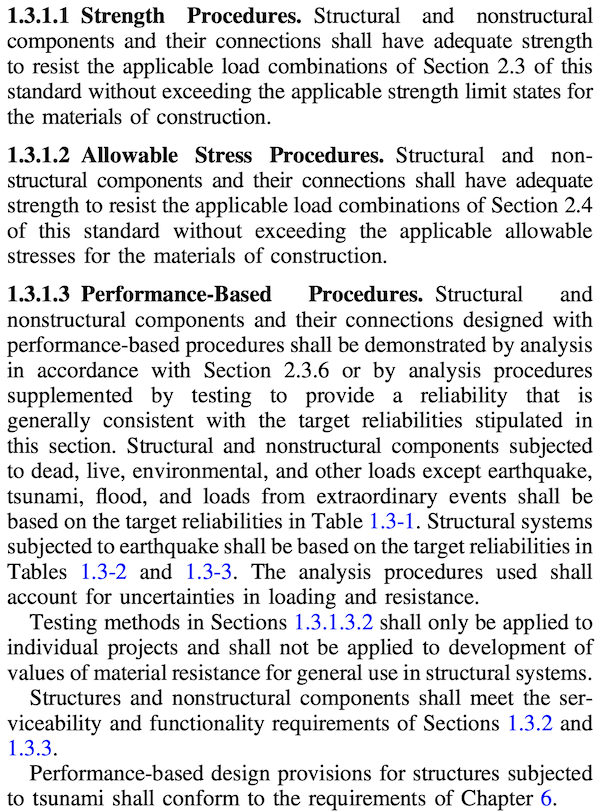 1.3.1.1 Strength Procedures. Structural and nonstructural
components and their connections shall have adequate strength
to resist the applicable load combinations of Section 2.3 of this
standard without exceeding the applicable strength limit states for
the materials of construction.
1.3.1.2 Allowable Stress Procedures. Structural and non-
structural components and their connections shall have adequate
strength to resist the applicable load combinations of Section 2.4
of this standard without exceeding the applicable allowable
stresses for the materials of construction.
1.3.1.3 Performance-Based Procedures. Structural and
nonstructural components and their connections designed with
performance-based procedures shall be demonstrated by analysis
in accordance with Section 2.3.6 or by analysis procedures
supplemented by testing to provide a reliability that is
generally consistent with the target reliabilities stipulated in
this section. Structural and nonstructural components subjected
to dead, live, environmental, and other loads except earthquake,
tsunami, flood, and loads from extraordinary events shall be
based on the target reliabilities in Table 1.3-1. Structural systems
subjected to earthquake shall be based on the target reliabilities in
Tables 1.3-2 and 1.3-3. The analysis procedures used shall
account for uncertainties in loading and resistance.
Testing methods in Sections 1.3.1.3.2 shall only be applied to
individual projects and shall not be applied to development of
values of material resistance for general use in structural systems.
Structures and nonstructural components shall meet the ser-
viceability and functionality requirements of Sections 1.3.2 and
1.3.3.
Performance-based design provisions for structures subjected
to tsunami shall conform to the requirements of Chapter 6.